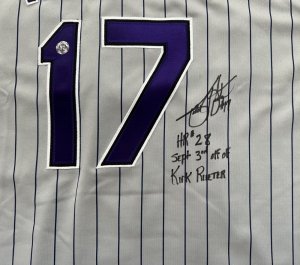 17
HR# 28
Sept 3rd off of
Kirk Rueter